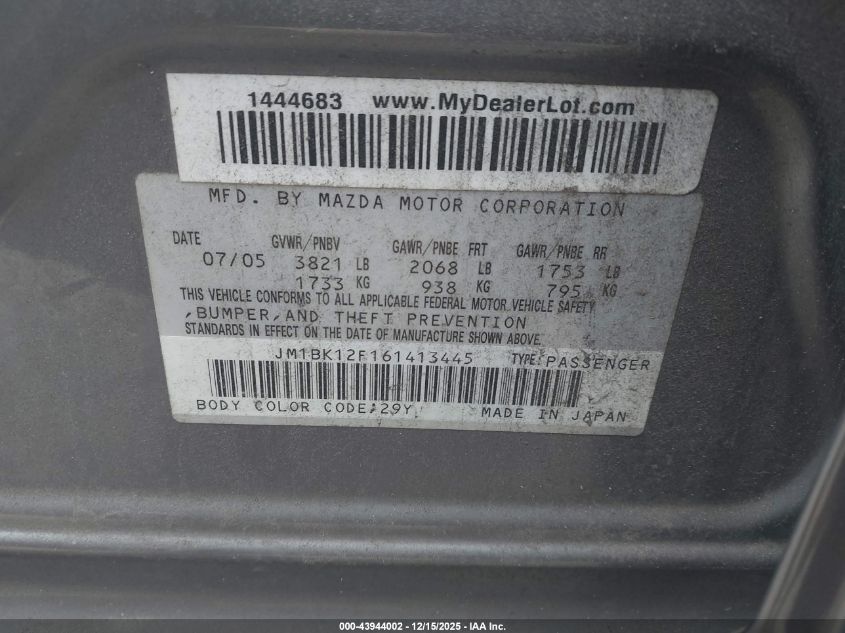 1444683 www.MyDealerLot.com
MFD. BY MAZDA MOTOR CORPORATION
DATE GVWR/PNBV GAWR/PNBE FRT GAWR/PNBE RR
07/05 3821 LB 2068 LB 1753 LB
1733 KG 938 KG 795 KG
THIS VEHICLE CONFORMS TO ALL APPLICABLE FEDERAL MOTOR VEHICLE SAFETY
,BUMPER,AND THEFT PREVENTION
STANDARDS IN EFFECT ON THE DATE OF MANUFACTURE SHOWN ABOVE.
JM1BK12F161413445 TYPE:PASSENGER
BODY COLOR CODE:29Y MADE IN JAPAN
000-43944002 - 12/15/2025 - IAA Inc.